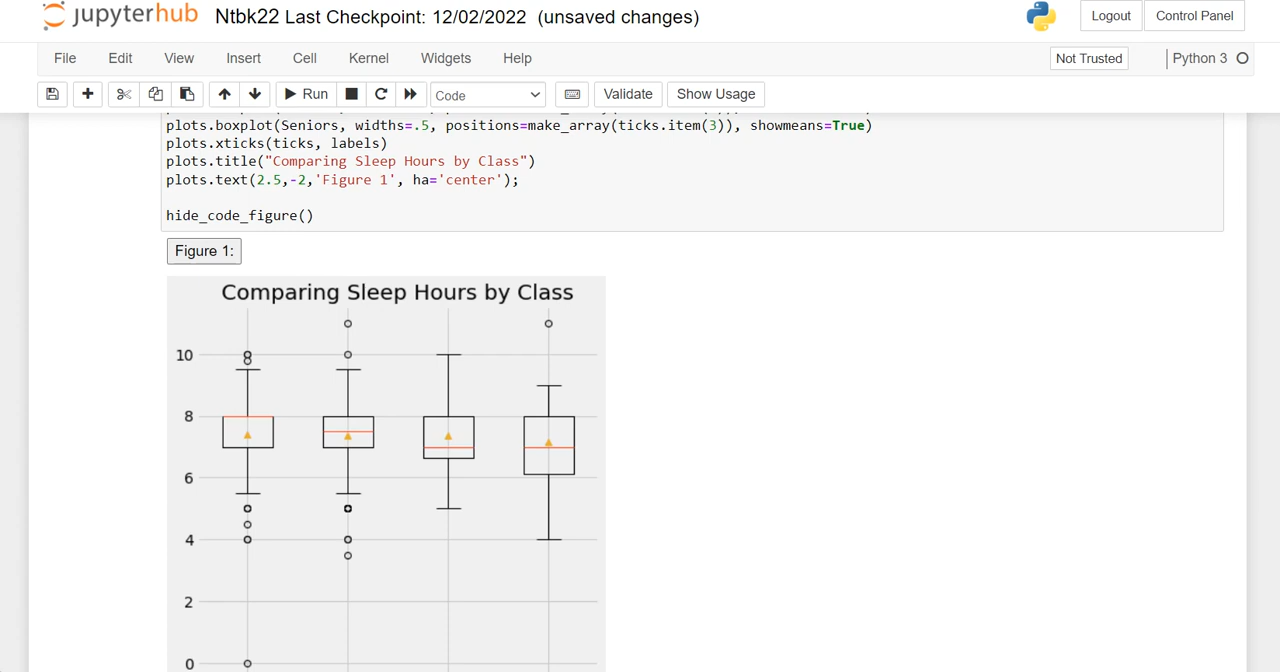 jupyterhub Ntbk22 Last Checkpoint: 12/02/2022 (unsaved changes) Logout Control Panel
File Edit View Insert Cell Kernel Widgets Help Not Trusted Python 3
Run Code Validate Show Usage
plots.boxplot(Seniors, widths=.5, positions=make_array(ticks.item(3)), showmeans=True)
plots.xticks(ticks, labels)
plots.title("Comparing Sleep Hours by Class")
plots.text(2.5,-2,'Figure 1', ha='center');
hide_code_figure()
Figure 1:
Comparing Sleep Hours by Class
10
8
6
4
2
0